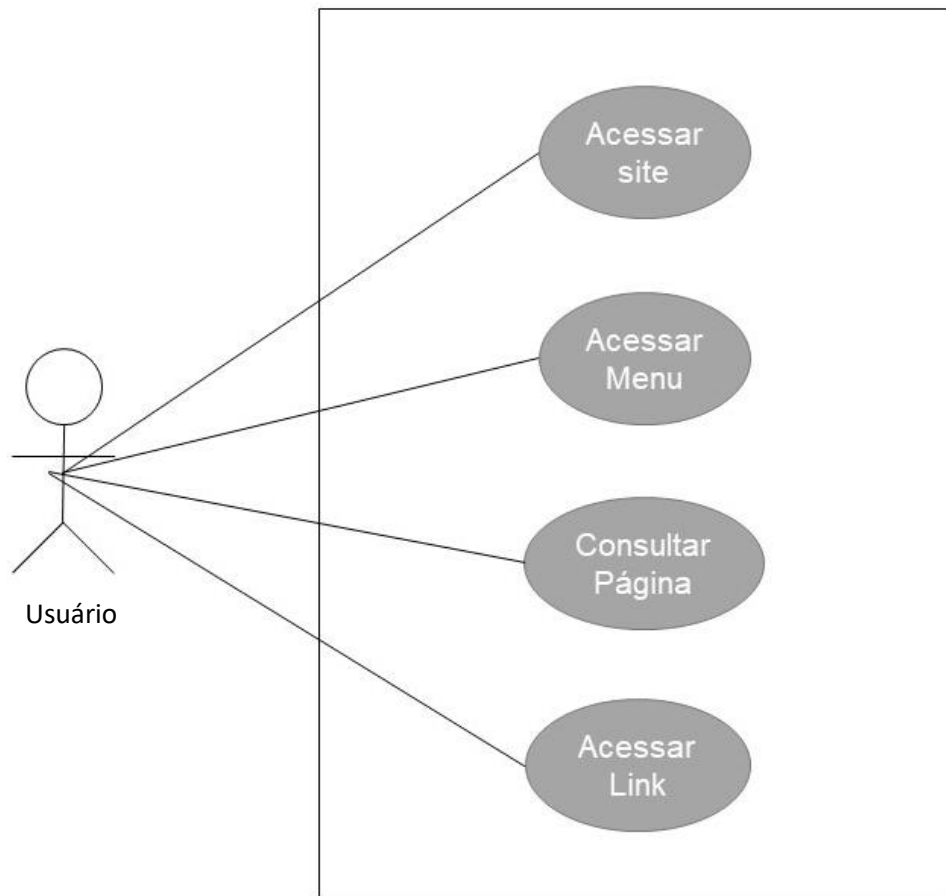 Acessar
site
Acessar
Menu
Consultar
Página
Usuário
Acessar
Link